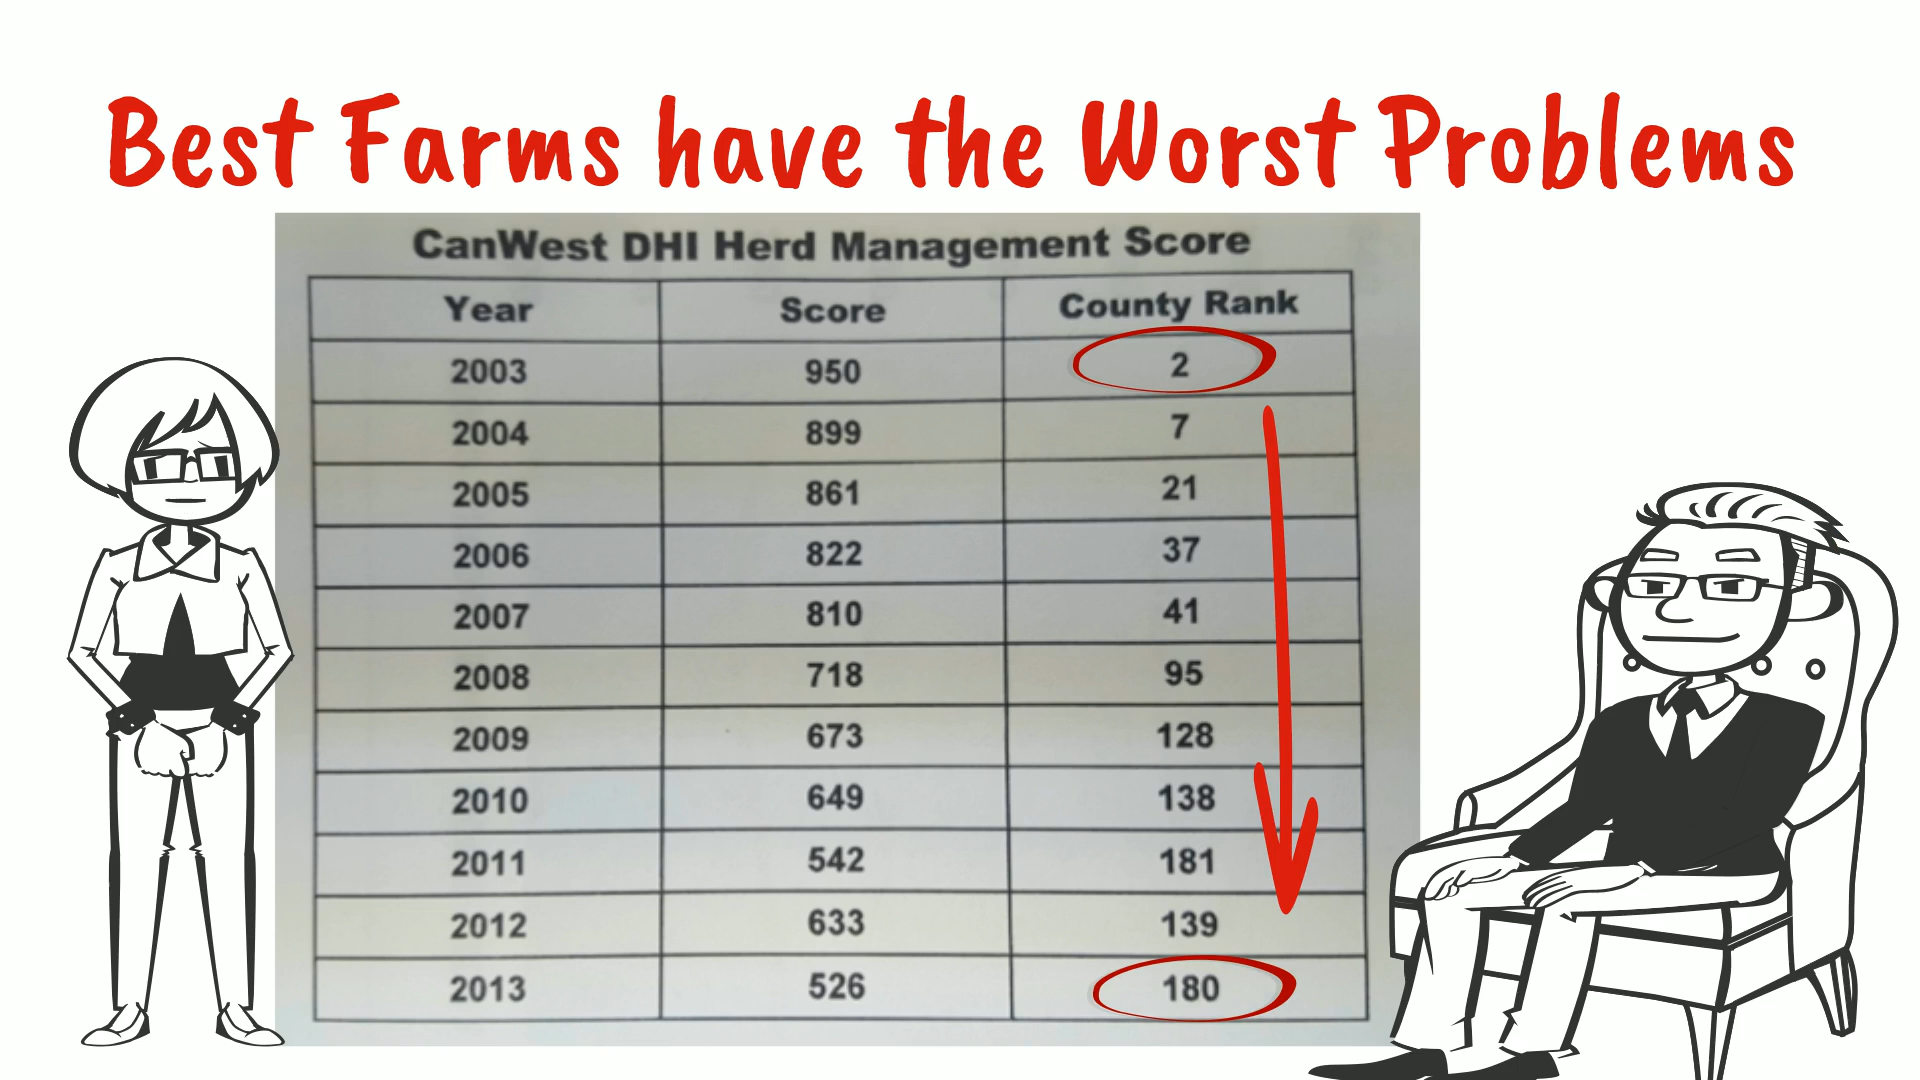 Best Farms have the Worst Problems
CanWest DHI Herd Management Score
Year Score County Rank
2003 950 2
2004 899 7
2005 861 21
2006 822 37
2007 810 41
2008 718 95
2009 673 128
2010 649 138
2011 542 181
2012 633 139
2013 526 180